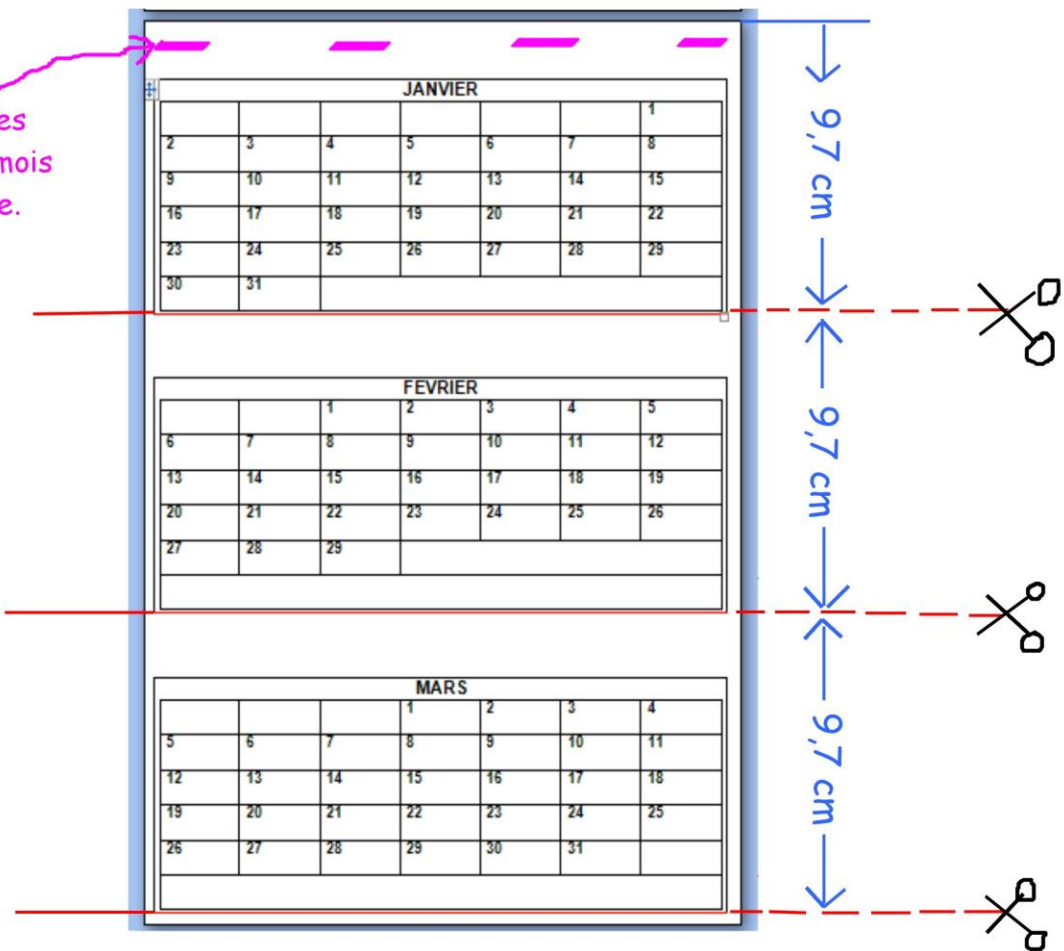 es
mois
e.
JANVIER
1
2 3 4 5 6 7 8
9 10 11 12 13 14 15
16 17 18 19 20 21 22
23 24 25 26 27 28 29
30 31
9,7 cm
FEVRIER
1 2 3 4 5
6 7 8 9 10 11 12
13 14 15 16 17 18 19
20 21 22 23 24 25 26
27 28 29
9,7 cm
MARS
1 2 3 4
5 6 7 8 9 10 11
12 13 14 15 16 17 18
19 20 21 22 23 24 25
26 27 28 29 30 31
9,7 cm